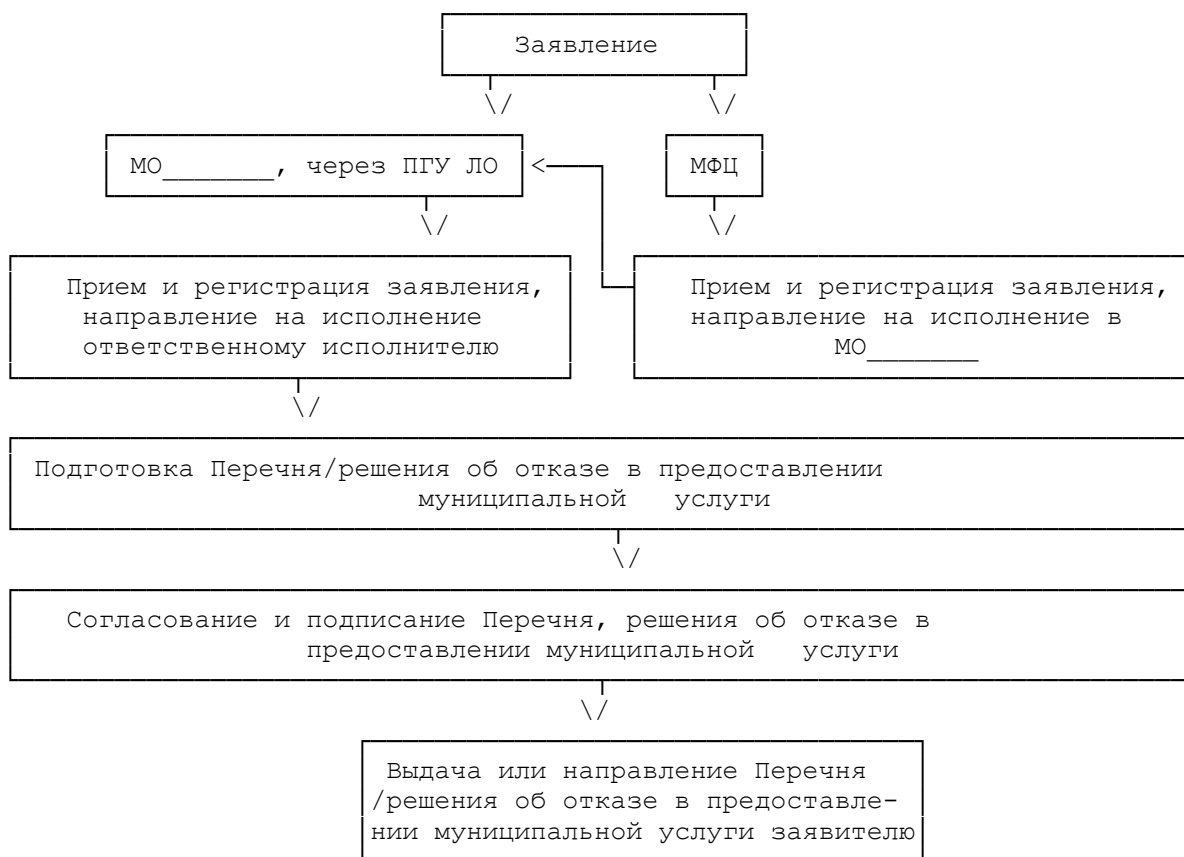 Заявление
МО_______, через ПГУ ЛО
МФЦ
Прием и регистрация заявления,
направление на исполнение
ответственному исполнителю
Прием и регистрация заявления,
направление на исполнение в
МО_______
Подготовка Перечня/решения об отказе в предоставлении
муниципальной услуги
Согласование и подписание Перечня, решения об отказе в
предоставлении муниципальной услуги
Выдача или направление Перечня
/решения об отказе в предоставле-
нии муниципальной услуги заявителю